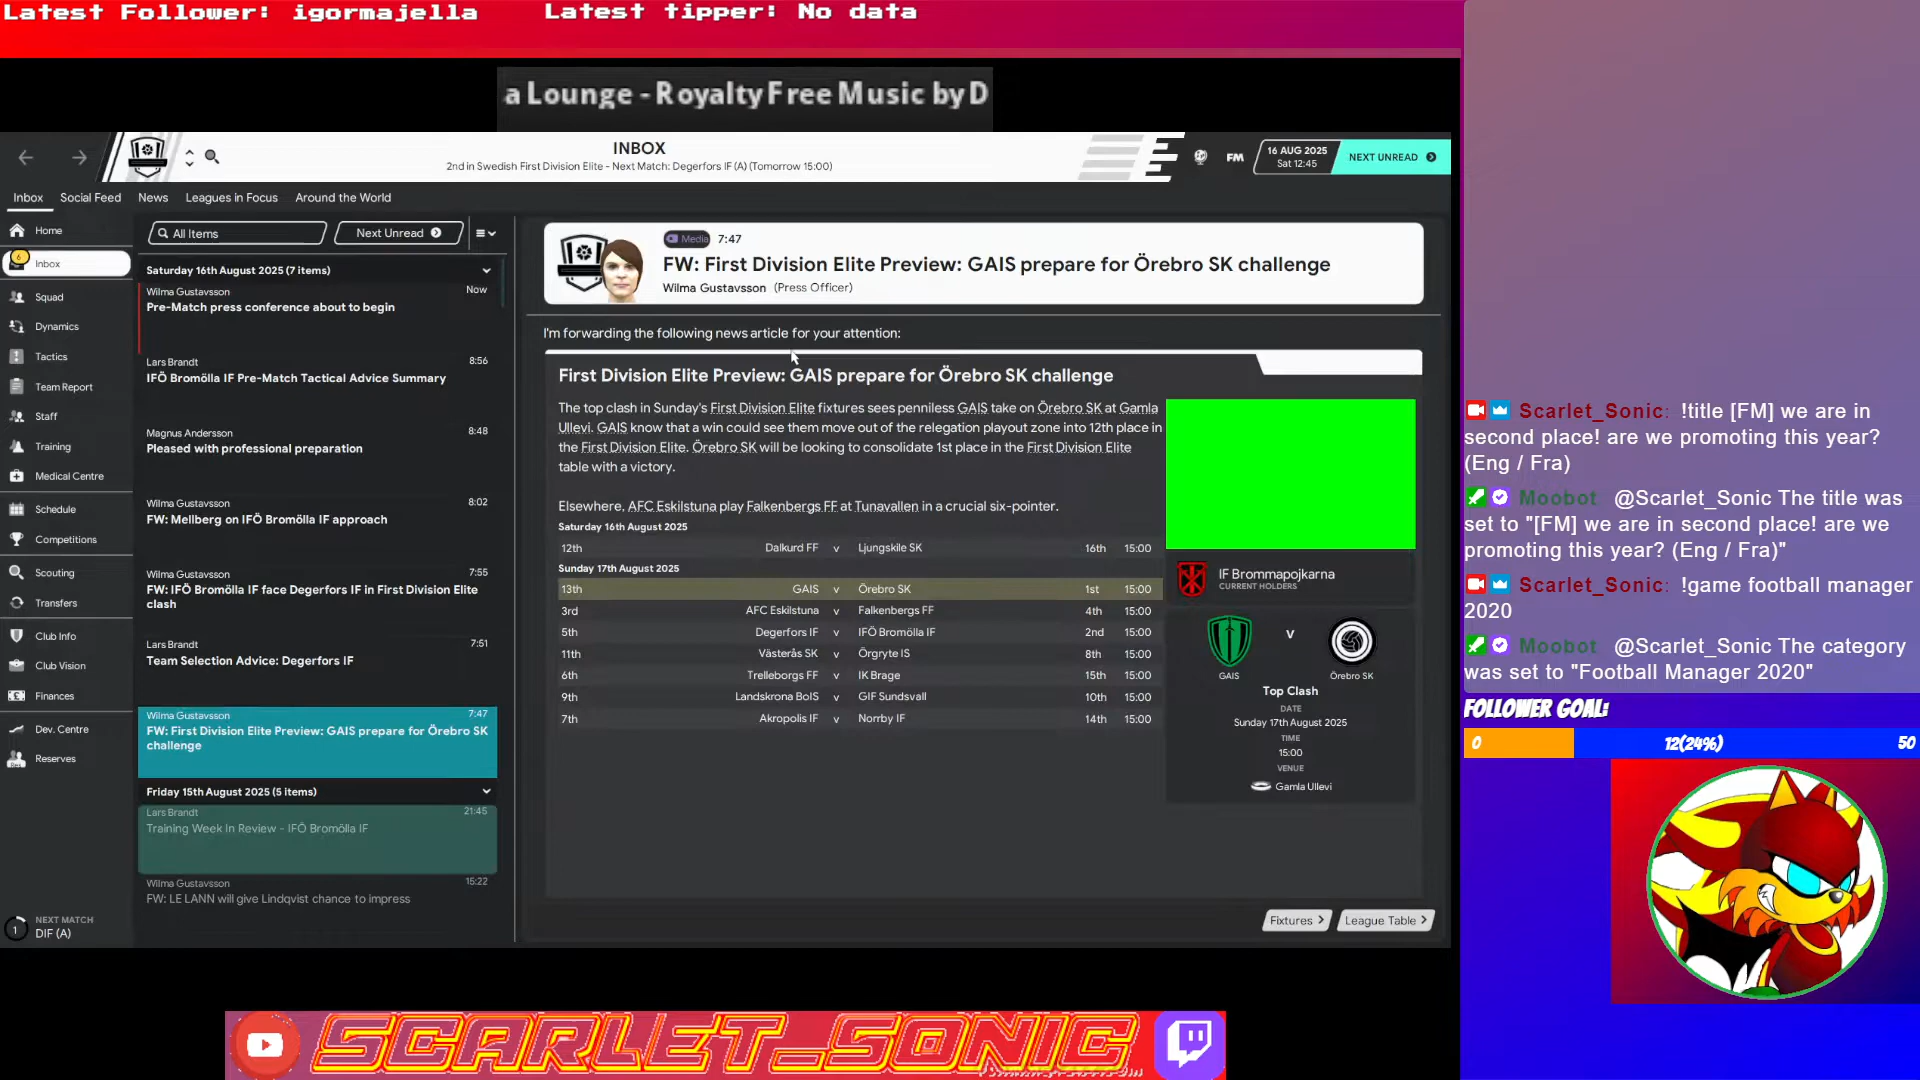 Latest Follower: igormajella Latest tipper: No data
a Lounge - Royalty Free Music by D
INBOX
2nd in Swedish First Division Elite - Next Match: Degerfors IF (A) (Tomorrow 15:00)
FM
16 AUG 2025
Sat 12:45
NEXT UNREAD
Inbox Social Feed News Leagues in Focus Around the World
Home
6
Inbox
Squad
Dynamics
Tactics
Team Report
Staff
Training
Medical Centre
Schedule
Competitions
Scouting
Transfers
Club Info
Club Vision
Finances
Dev. Centre
Reserves
1
NEXT MATCH
DIF (A)
All Items
Next Unread
Saturday 16th August 2025 (7 items)
Wilma Gustavsson Now
Pre-Match press conference about to begin
Lars Brandt 8:56
IFÖ Bromölla IF Pre-Match Tactical Advice Summary
Magnus Andersson 8:48
Pleased with professional preparation
Wilma Gustavsson 8:02
FW: Mellberg on IFÖ Bromölla IF approach
Wilma Gustavsson 7:55
FW: IFÖ Bromölla IF face Degerfors IF in First Division Elite
clash
Lars Brandt 7:51
Team Selection Advice: Degerfors IF
Wilma Gustavsson 7:47
FW: First Division Elite Preview: GAIS prepare for Örebro SK
challenge
Friday 15th August 2025 (5 items)
Lars Brandt 21:45
Training Week In Review - IFÖ Bromölla IF
Wilma Gustavsson 15:22
FW: LE LANN will give Lindqvist chance to impress
Media 7:47
FW: First Division Elite Preview: GAIS prepare for Örebro SK challenge
Wilma Gustavsson (Press Officer)
I'm forwarding the following news article for your attention:
First Division Elite Preview: GAIS prepare for Örebro SK challenge
The top clash in Sunday's First Division Elite fixtures sees penniless GAIS take on Örebro SK at Gamla
Ullevi. GAIS know that a win could see them move out of the relegation playout zone into 12th place in
the First Division Elite. Örebro SK will be looking to consolidate 1st place in the First Division Elite
table with a victory.
Elsewhere, AFC Eskilstuna play Falkenbergs FF at Tunavallen in a crucial six-pointer.
Saturday 16th August 2025
12th Dalkurd FF v Ljungskile SK 16th 15:00
Sunday 17th August 2025
13th GAIS v Örebro SK 1st 15:00
3rd AFC Eskilstuna v Falkenbergs FF 4th 15:00
5th Degerfors IF v IFÖ Bromölla IF 2nd 15:00
11th Västerås SK v Örgryte IS 8th 15:00
6th Trelleborgs FF v IK Brage 15th 15:00
9th Landskrona BoIS v GIF Sundsvall 10th 15:00
7th Akropolis IF v Norrby IF 14th 15:00
IF Brommapojkarna
CURRENT HOLDERS
V
GAIS Örebro SK
Top Clash
DATE
Sunday 17th August 2025
TIME
15:00
VENUE
Gamla Ullevi
Fixtures League Table
Scarlet_Sonic: !title [FM] we are in
second place! are we promoting this year?
(Eng / Fra)
Moobot @Scarlet_Sonic The title was
set to "[FM] we are in second place! are we
promoting this year? (Eng / Fra)"
Scarlet_Sonic: !game football manager
2020
Moobot @Scarlet_Sonic The category
was set to "Football Manager 2020"
FOLLOWER GOAL:
0 12(24%) 50
SCARLET_SONIC